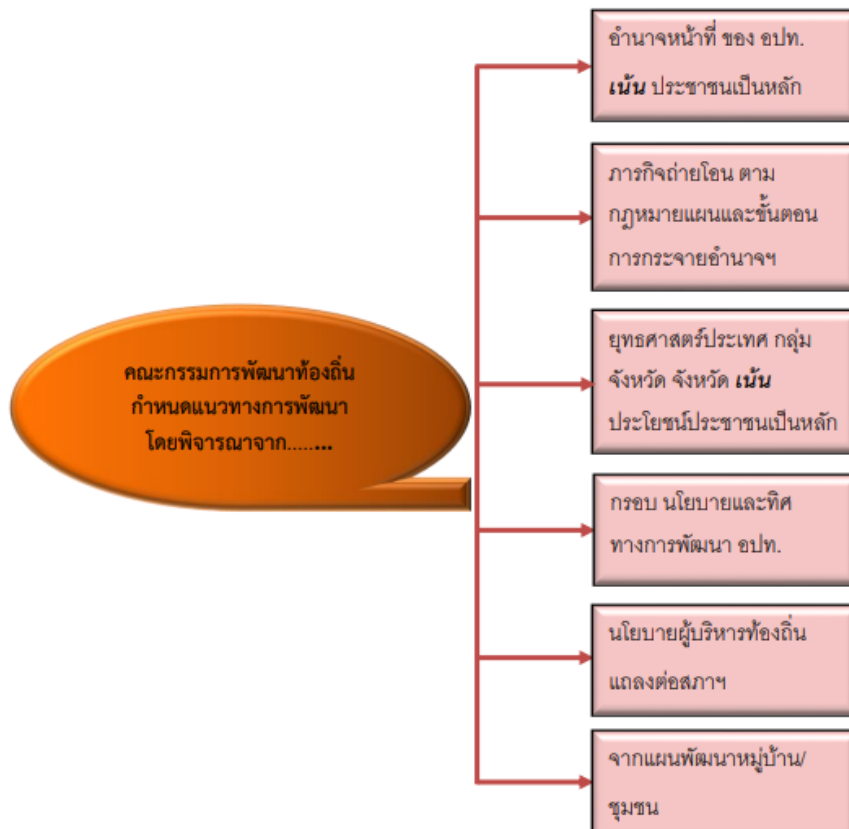 คณะกรรมการพัฒนาท้องถิ่น
กำหนดแนวทางการพัฒนา
โดยพิจารณาจาก........
อำนาจหน้าที่ ของ อปท.
เน้น ประชาชนเป็นหลัก
ภารกิจถ่ายโอน ตาม
กฎหมายแผนและขั้นตอน
การกระจายอำนาจฯ
ยุทธศาสตร์ประเทศ กลุ่ม
จังหวัด จังหวัด เน้น
ประโยชน์ประชาชนเป็นหลัก
กรอบ นโยบายและทิศ
ทางการพัฒนา อปท.
นโยบายผู้บริหารท้องถิ่น
แถลงต่อสภาฯ
จากแผนพัฒนาหมู่บ้าน/
ชุมชน